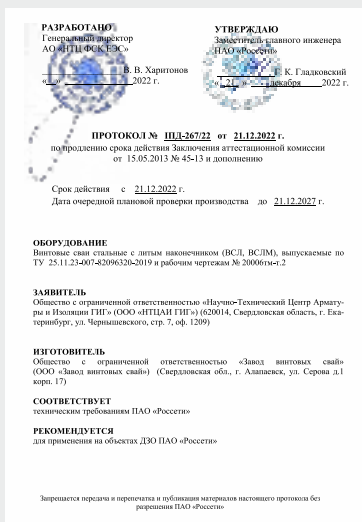 РАЗРАБОТАНО
Генеральный директор
АО «НТЦ ФСК ЕЭС»
В. В. Харитонов
«__» ____________2022 г.
УТВЕРЖДАЮ
Заместитель главного инженера
ПАО «Россети»
Г. К. Гладковский
«_21_» ___декабря____2022 г.
ПРОТОКОЛ № ІПД-267/22 от 21.12.2022 г.
по продлению срока действия Заключения аттестационной комиссии
от 15.05.2013 № 45-13 и дополнению
Срок действия с 21.12.2022 г.
Дата очередной плановой проверки производства до 21.12.2027 г.
ОБОРУДОВАНИЕ
Винтовые сваи стальные с литым наконечником (ВСЛ, ВСЛМ), выпускаемые по
ТУ 25.11.23-007-82096320-2019 и рабочим чертежам № 20006тм-т.2
ЗАЯВИТЕЛЬ
Общество с ограниченной ответственностью «Научно-Технический Центр Армату-
ры и Изоляции ГИГ» (ООО «НТЦАИ ГИГ») (620014, Свердловская область, г. Ека-
теринбург, ул. Чернышевского, стр. 7, оф. 1209)
ИЗГОТОВИТЕЛЬ
Общество с ограниченной ответственностью «Завод винтовых свай»
(ООО «Завод винтовых свай») (Свердловская обл., г. Алапаевск, ул. Серова д.1
корп. 17)
СООТВЕТСТВУЕТ
техническим требованиям ПАО «Россети»
РЕКОМЕНДУЕТСЯ
для применения на объектах ДЗО ПАО «Россети»
Запрещается передача и перепечатка и публикация материалов настоящего протокола без
разрешения ПАО «Россети»